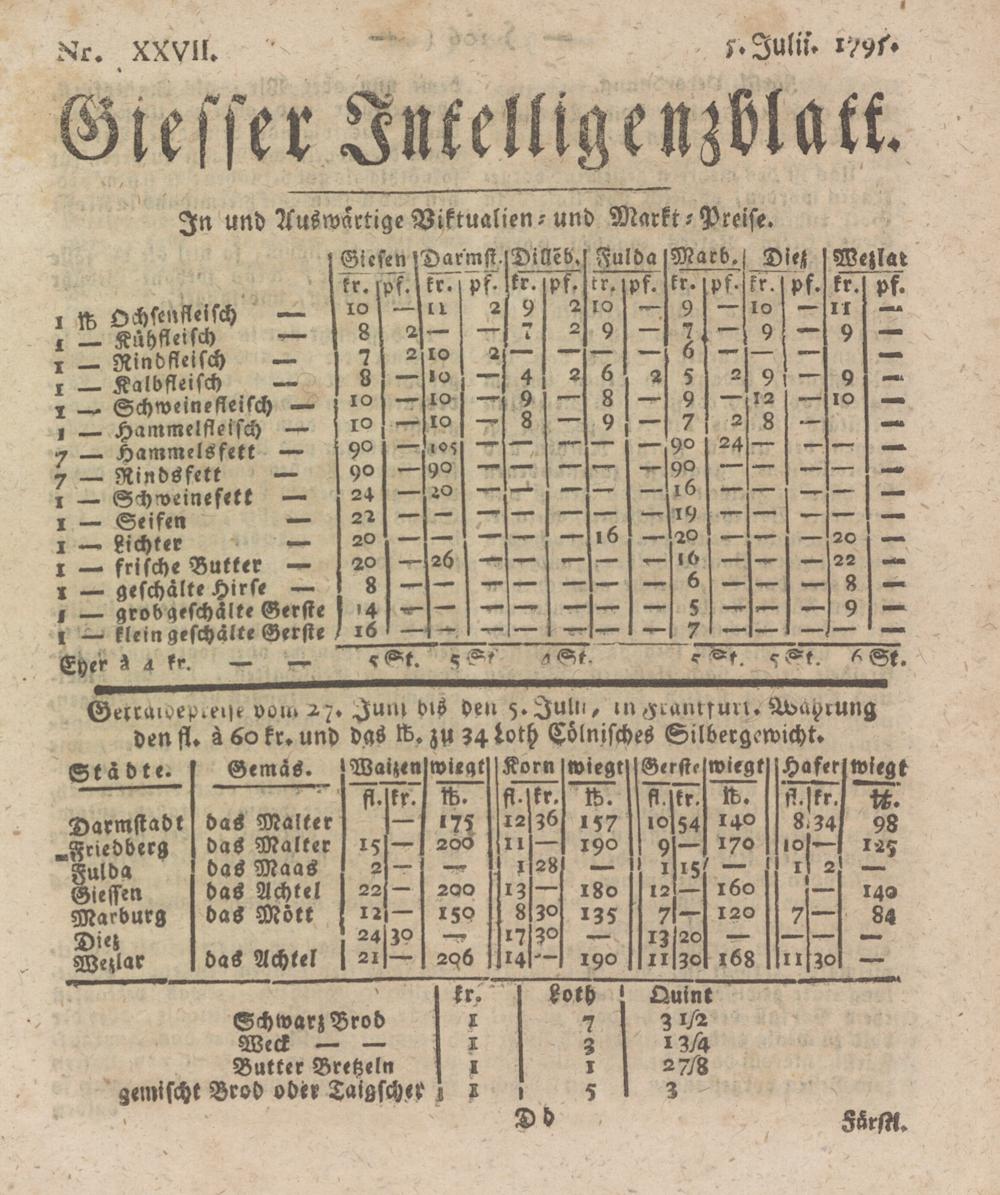 Nr. XXVII. 5. Julii. 1795.
Giesser Intelligenzblatt.
In und Auswärtige Viktualien- und Markt-Preise.
Giesen Darmst. Dilleb. Fulda Marb. Diez Wezlar
kr. pf. kr. pf. kr. pf. kr. pf. kr. pf. kr. pf. kr. pf.
1 ℔ Ochsenfleisch — 10 — 11 2 9 2 10 — 9 — 10 — 11 —
1 — Kühfleisch — 8 2 — — 7 2 9 — 7 — 9 — 9 —
1 — Rindfleisch — 7 2 10 2 — — — — 6 — — — —
1 — Kalbfleisch — 8 — 10 — 4 2 6 2 5 2 9 — 9 —
1 — Schweinefleisch — 10 — 10 — 9 — 8 — 9 — 12 — 10 —
1 — Hammelfleisch — 10 — 10 — 8 — 9 — 7 2 8 — —
7 — Hammelsfett — 90 — 105 — — — — — 90 24 — — — —
7 — Rindsfett — 90 — 90 — — — — — 90 — — — — —
1 — Schweinefett — 24 — 20 — — — — — 16 — — — — —
1 — Seifen — 22 — — — — — — — 19 — — — — —
1 — Lichter — 20 — — — — — 16 — 20 — — — 20 —
1 — frische Butter — 20 — 26 — — — — — 16 — — — 22 —
1 — geschälte Hirse — 8 — — — — — — — 6 — — — 8 —
1 — grobgeschälte Gerste 14 — — — — — — — 5 — — — 9 —
1 — klein geschälte Gerste 16 — — — — — — — 7 — — — — —
Eyer à 4 kr. — — 5 St. 5 St. 4 St. 5 St. 5 St. 6 St.
Getraidepreise vom 27. Juni bis den 5. Julii, in Frankfurt. Währung
den fl. à 60 kr. und das ℔. zu 34 Loth Cölnisches Silbergewicht.
Städte. Gemäs. Waizen wiegt Korn wiegt Gerste wiegt Hafer wiegt
fl. kr. ℔. fl. kr. ℔. fl. kr. ℔. fl. kr. ℔.
Darmstadt das Malter — 175 12 36 157 10 54 140 8 34 98
Friedberg das Malter 15 — 200 11 — 190 9 — 170 10 — 125
Fulda das Maas 2 — — 1 28 — 1 15 — 1 2 —
Giessen das Achtel 22 — 200 13 — 180 12 — 160 — 140
Marburg das Mött 12 — 150 8 30 135 7 — 120 7 — 84
Diez 24 30 — 17 30 — 13 20 — — — —
Wezlar das Achtel 21 — 206 14 — 190 11 30 168 11 30 —
kr. Loth Quint
Schwarz Brod 1 7 3 1/2
Weck — — 1 3 1 3/4
Butter Bretzeln 1 1 2 7/8
gemischt Brod oder Taigscher 1 5 3
D d Fürstl.